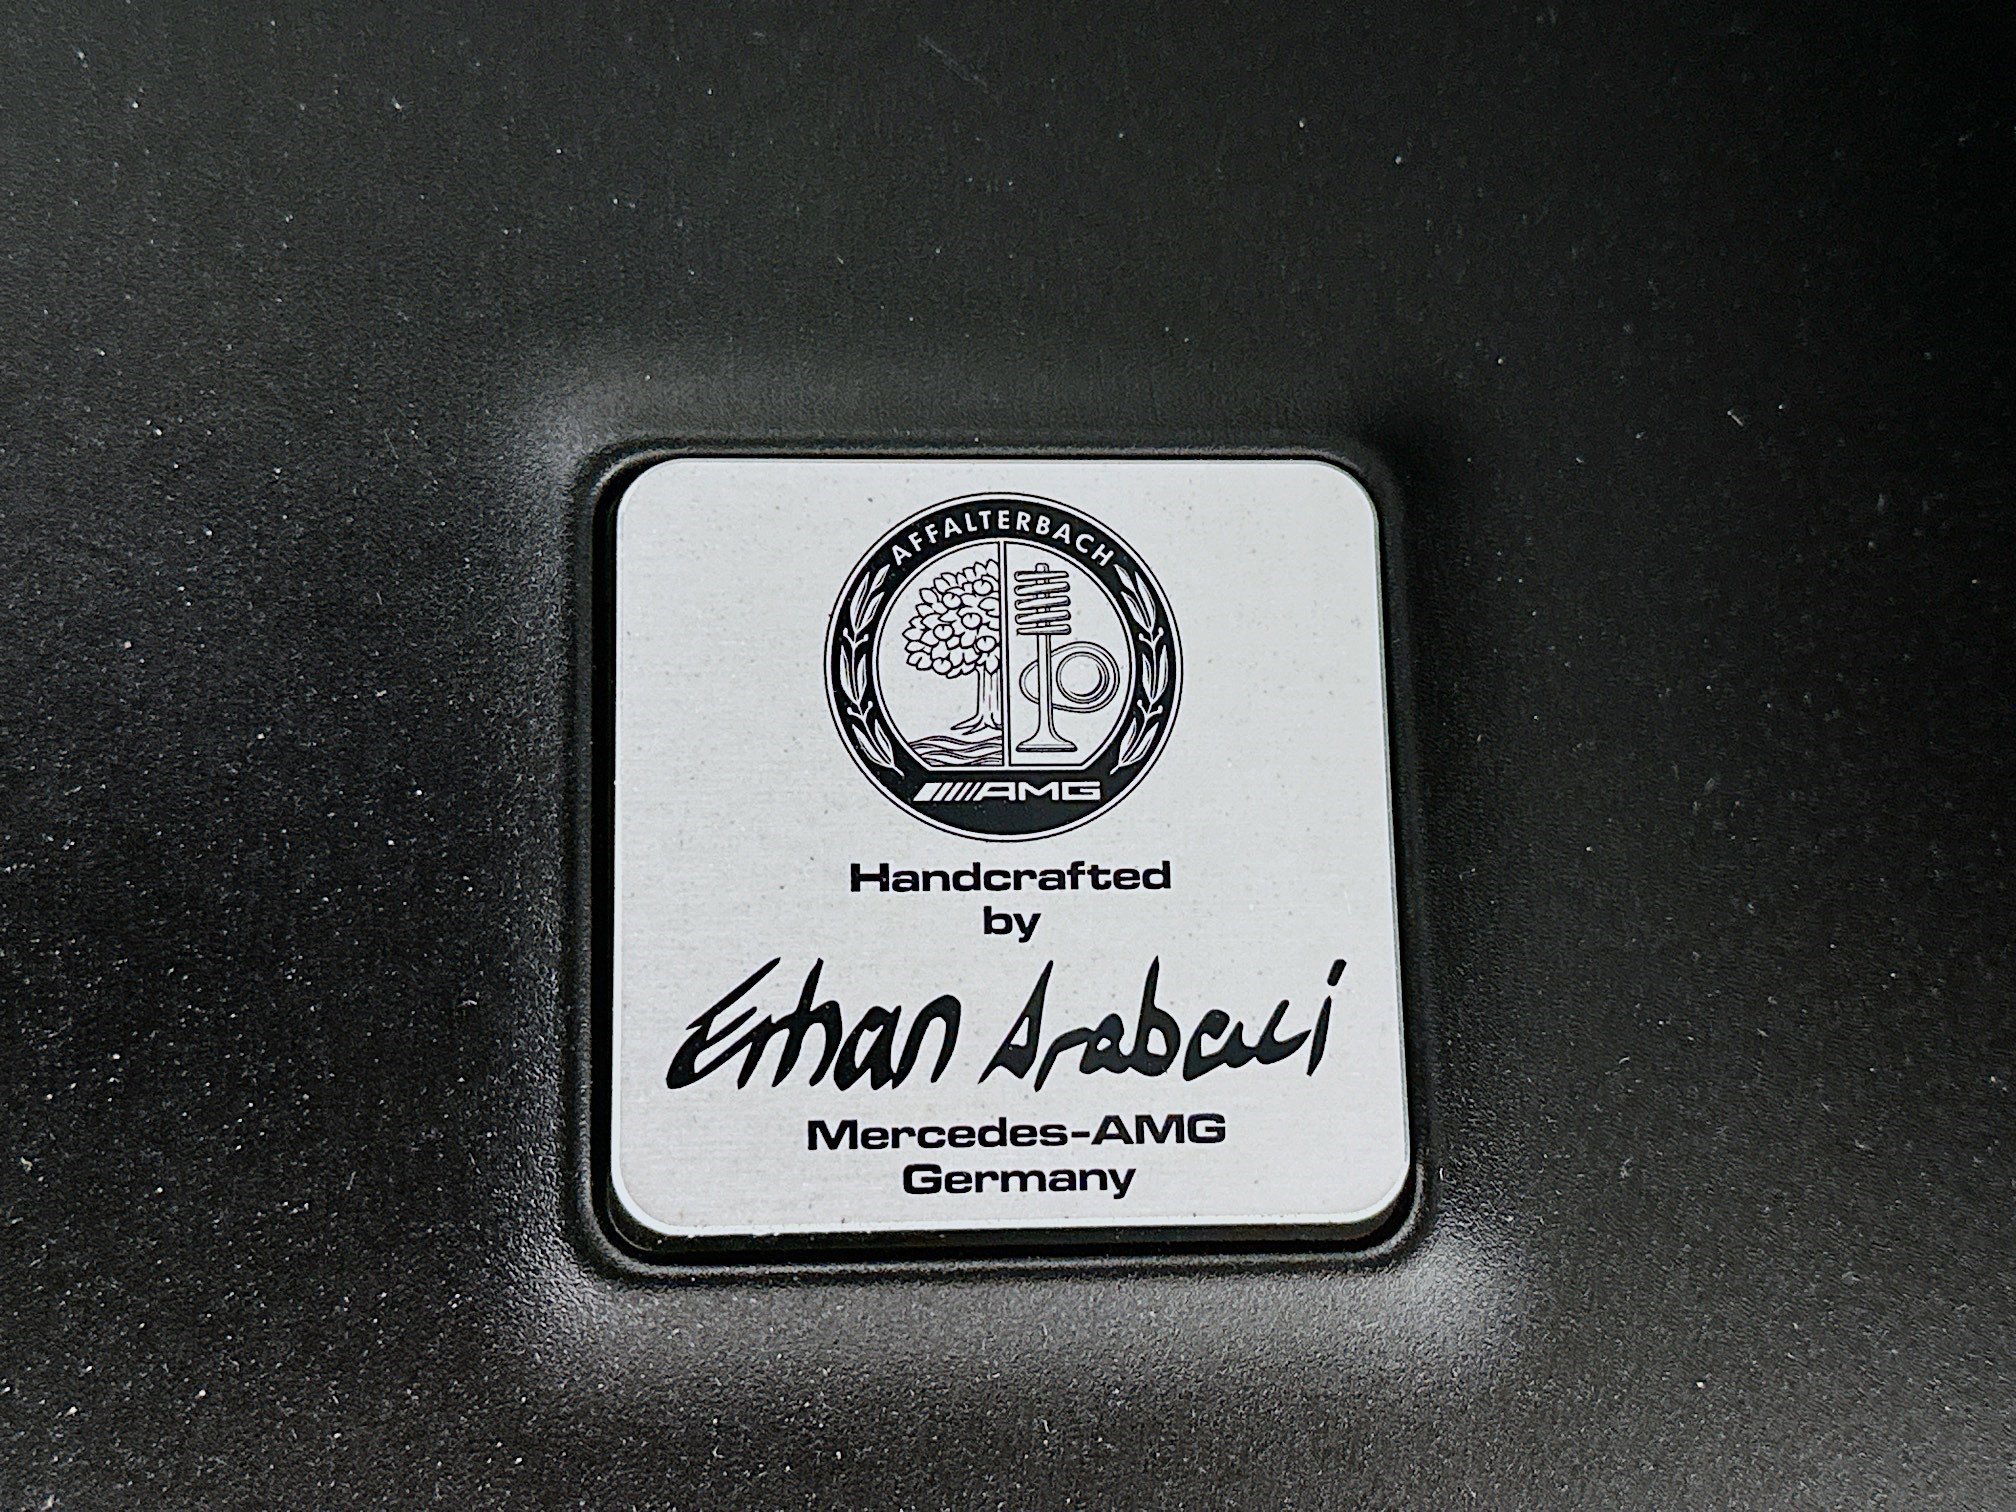 AFFALTERBACH
AMG
Handcrafted
by
Erhan Arabaci
Mercedes-AMG
Germany